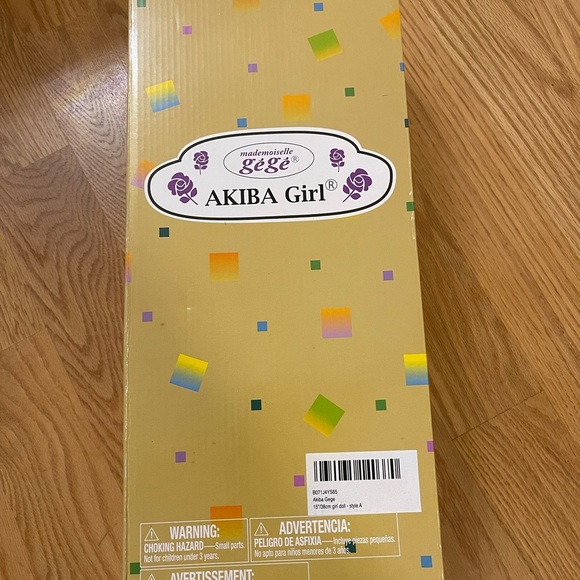 mademoiselle
gégé®
AKIBA Girl®
B071J4YS65
Akiba Gege
15"/38cm girl doll - style A
WARNING:
CHOKING HAZARD—Small parts.
Not for children under 3 years.
ADVERTENCIA:
PELIGRO DE ASFIXIA—Incluye piezas pequeñas.
No apto para niños menores de 3 años.
AVERTISSEMENT: